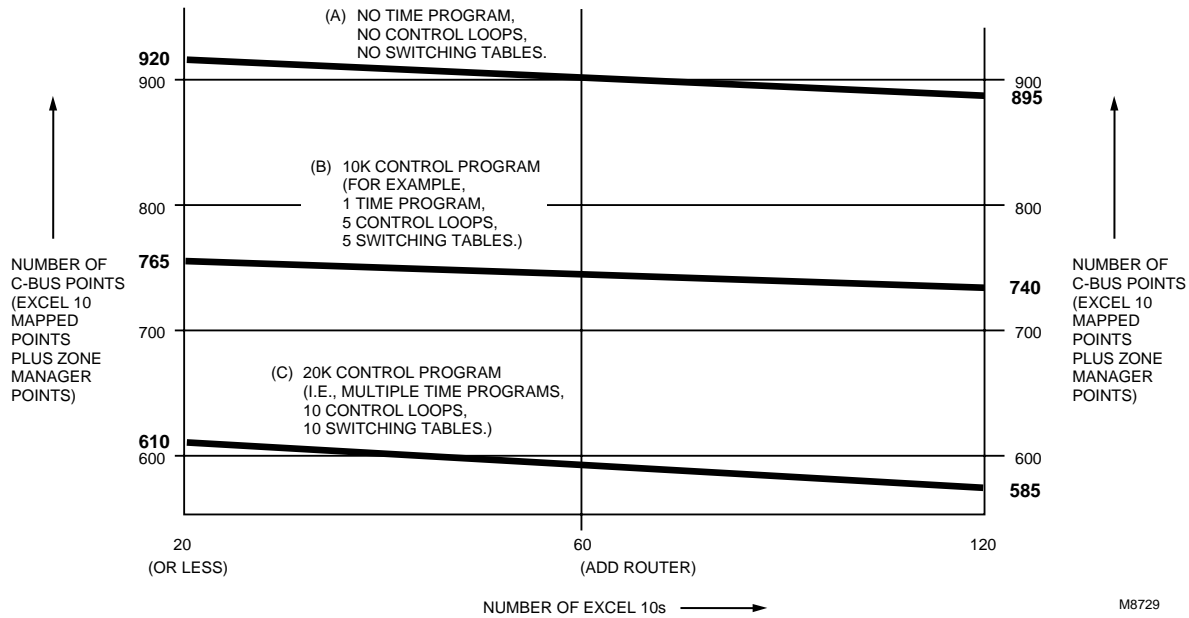 (A) NO TIME PROGRAM,
NO CONTROL LOOPS,
NO SWITCHING TABLES.
920
900
900
895
(B) 10K CONTROL PROGRAM
(FOR EXAMPLE,
1 TIME PROGRAM,
5 CONTROL LOOPS,
5 SWITCHING TABLES.)
800
800
NUMBER OF
C-BUS POINTS
(EXCEL 10
MAPPED
POINTS
PLUS ZONE
MANAGER
POINTS)
765
740
NUMBER OF
C-BUS POINTS
(EXCEL 10
MAPPED
POINTS
PLUS ZONE
MANAGER
POINTS)
700
700
(C) 20K CONTROL PROGRAM
(I.E., MULTIPLE TIME PROGRAMS,
10 CONTROL LOOPS,
10 SWITCHING TABLES.)
610
600
600
585
20
(OR LESS)
60
(ADD ROUTER)
120
NUMBER OF EXCEL 10s
M8729